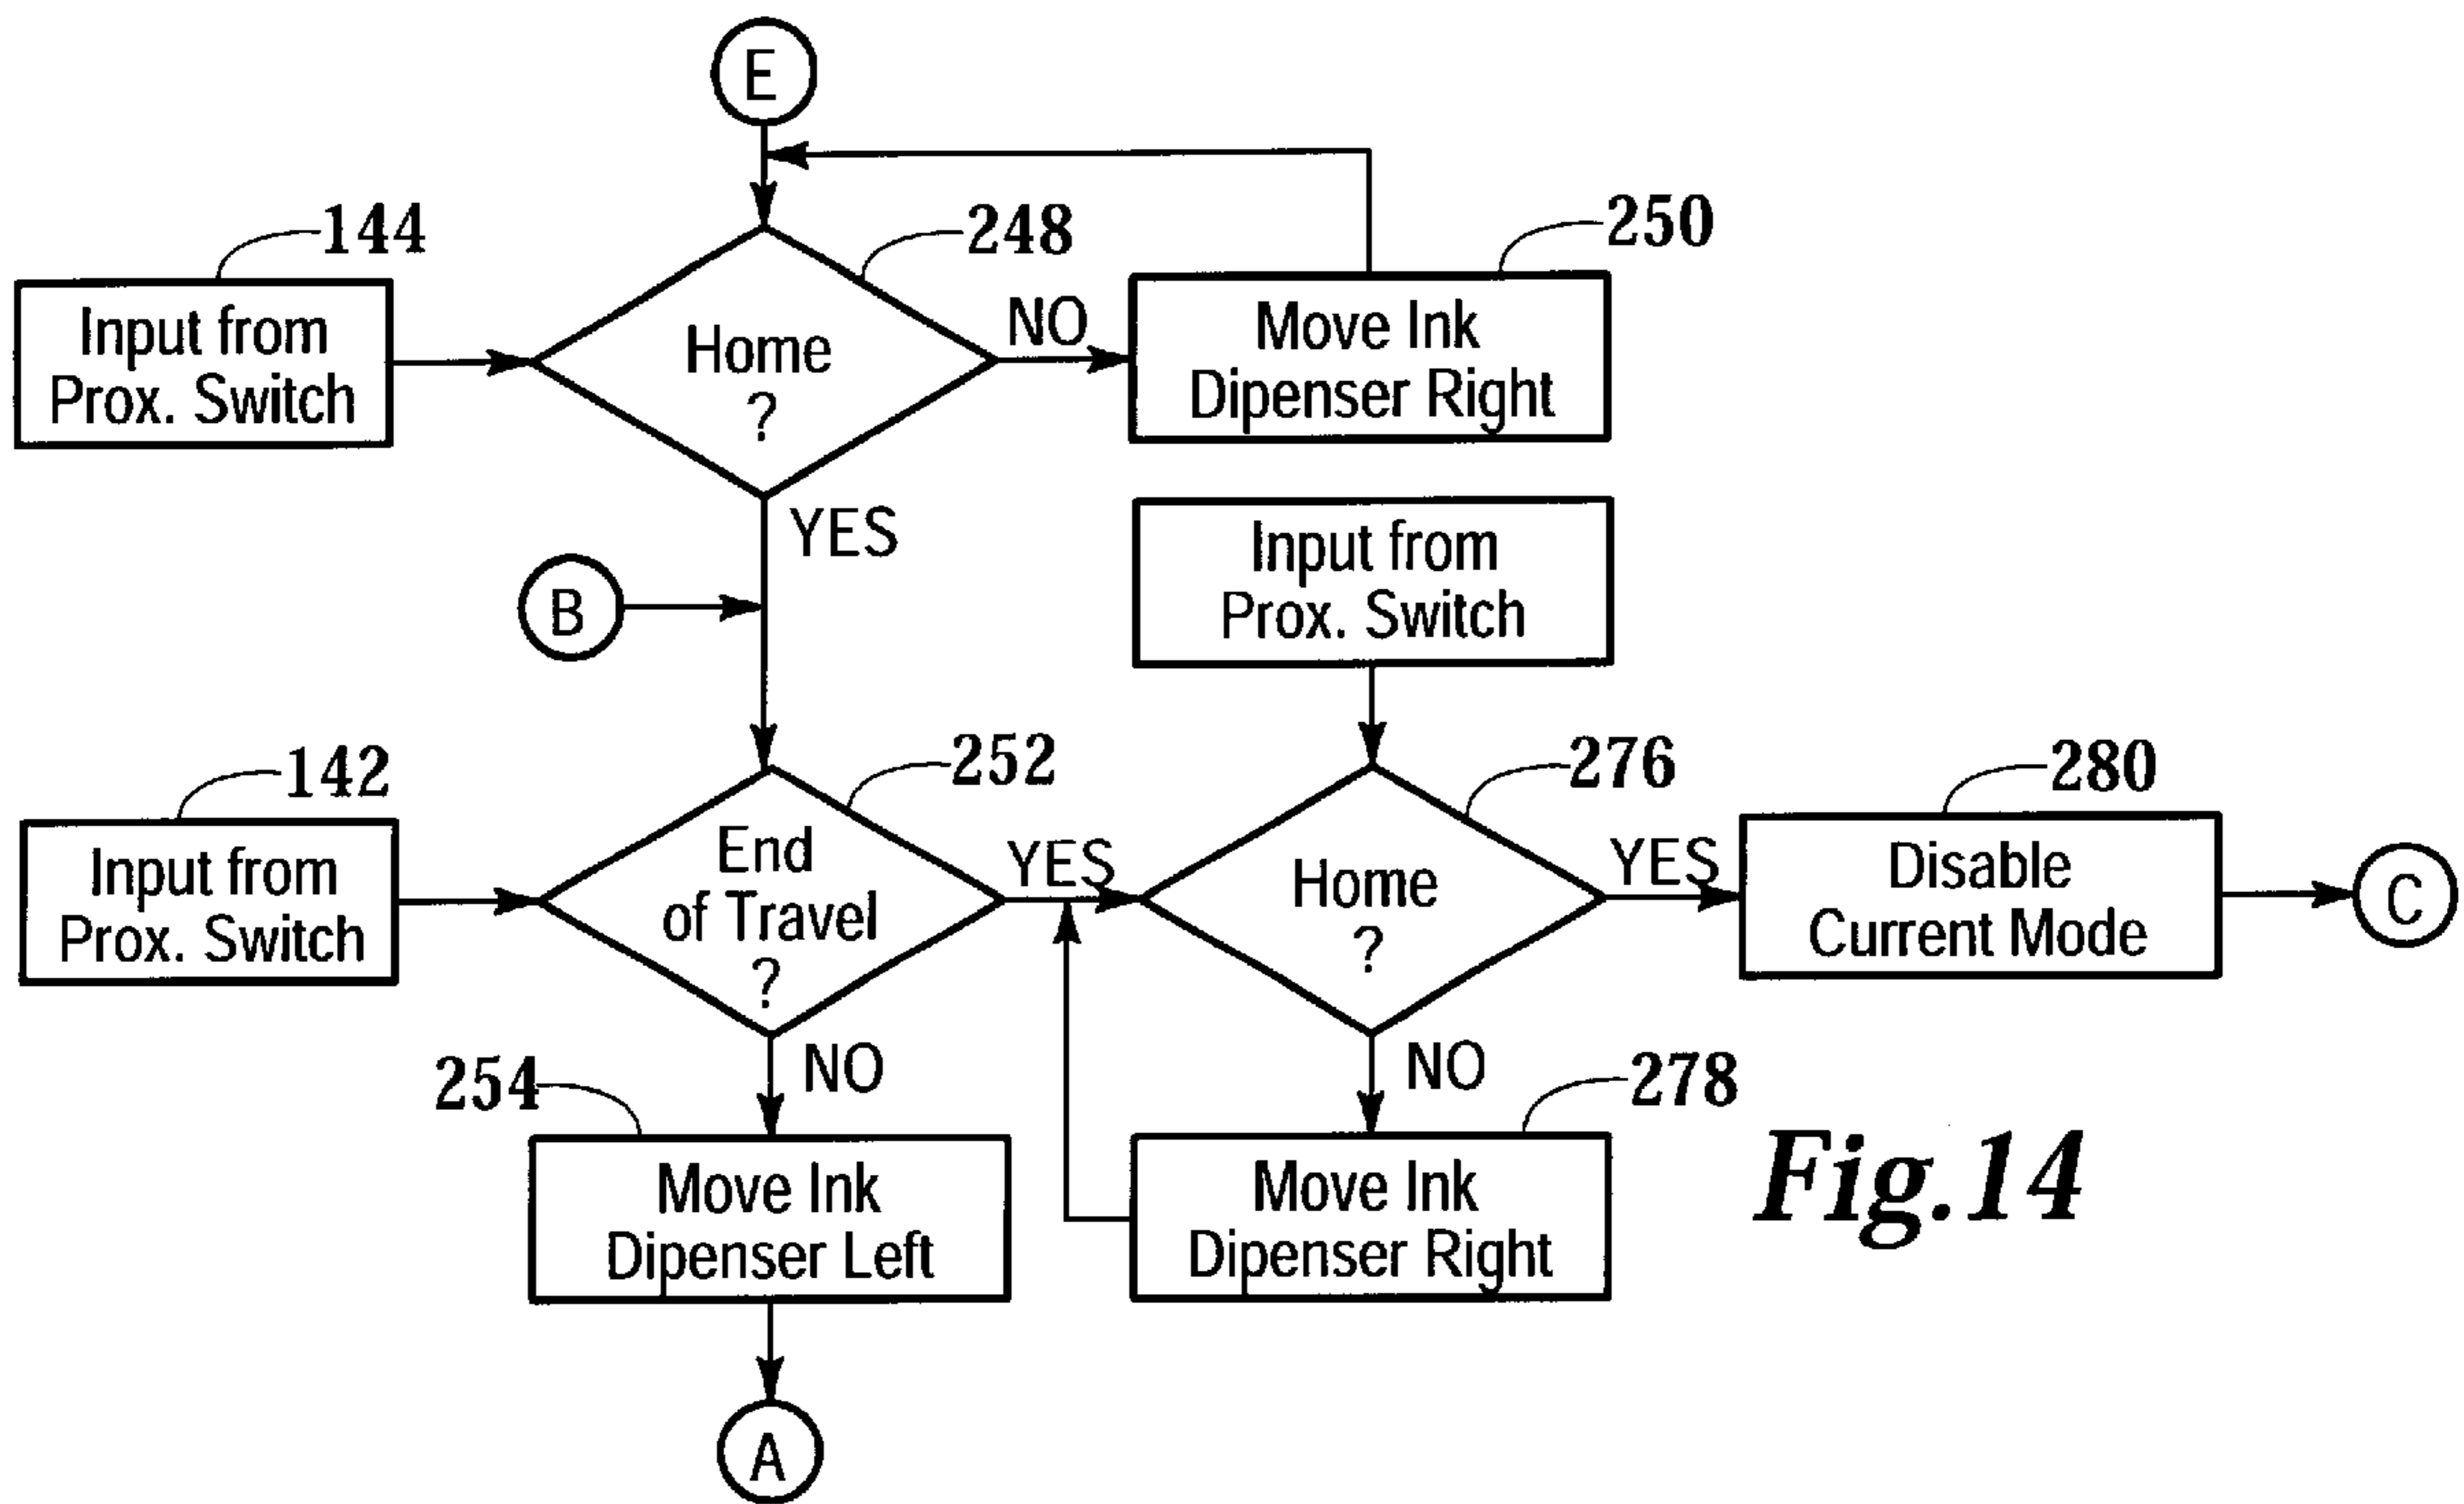 E
144
248
250
Input from
Prox. Switch
Home
?
NO
Move Ink
Dipenser Right
YES
B
Input from
Prox. Switch
142
252
276
280
Input from
Prox. Switch
End
of Travel
?
YES
Home
?
YES
Disable
Current Mode
C
NO
NO
254
278
Move Ink
Dipenser Left
Move Ink
Dipenser Right
Fig.14
A